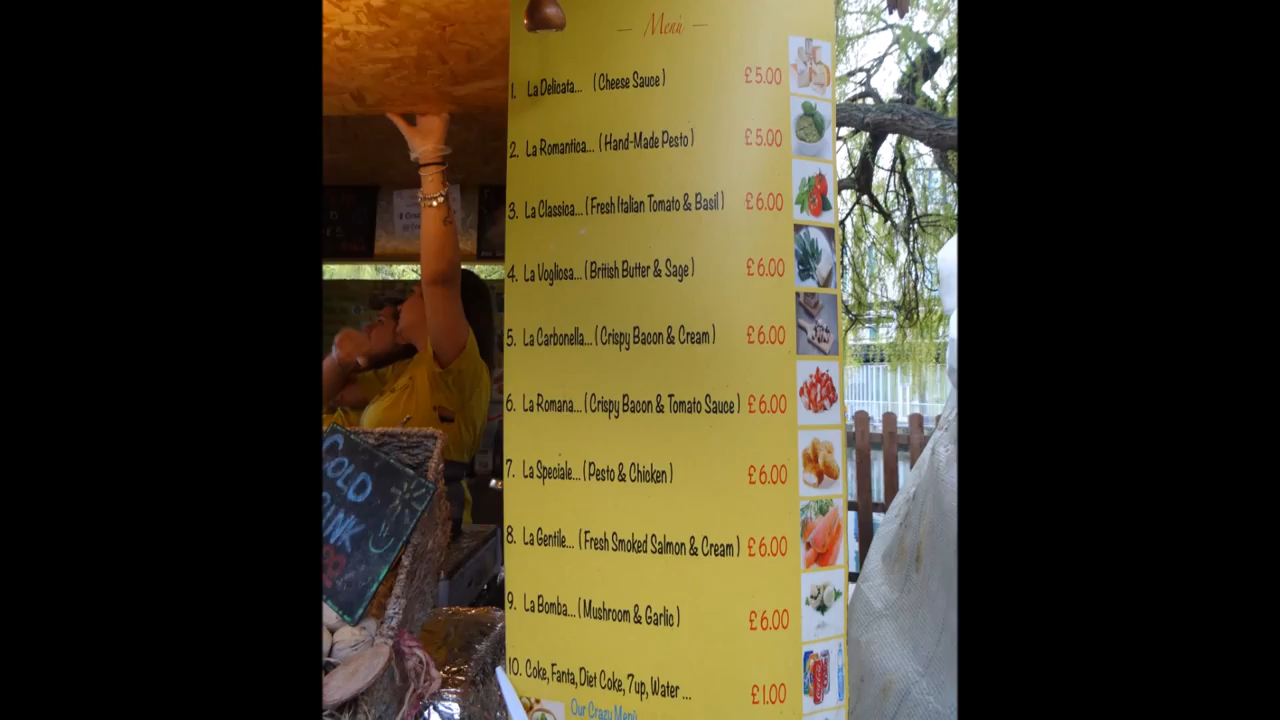 — Menù —
1. La Delicata... (Cheese Sauce) £5.00
2. La Romantica... (Hand-Made Pesto) £5.00
3. La Classica... (Fresh Italian Tomato & Basil) £6.00
4. La Vogliosa... (British Butter & Sage) £6.00
5. La Carbonella... (Crispy Bacon & Cream) £6.00
6. La Romana... (Crispy Bacon & Tomato Sauce) £6.00
7. La Speciale... (Pesto & Chicken) £6.00
8. La Gentile... (Fresh Smoked Salmon & Cream) £6.00
9. La Bomba... (Mushroom & Garlic) £6.00
10. Coke, Fanta, Diet Coke, 7up, Water ... £1.00
Our Crazy Menù
COLD